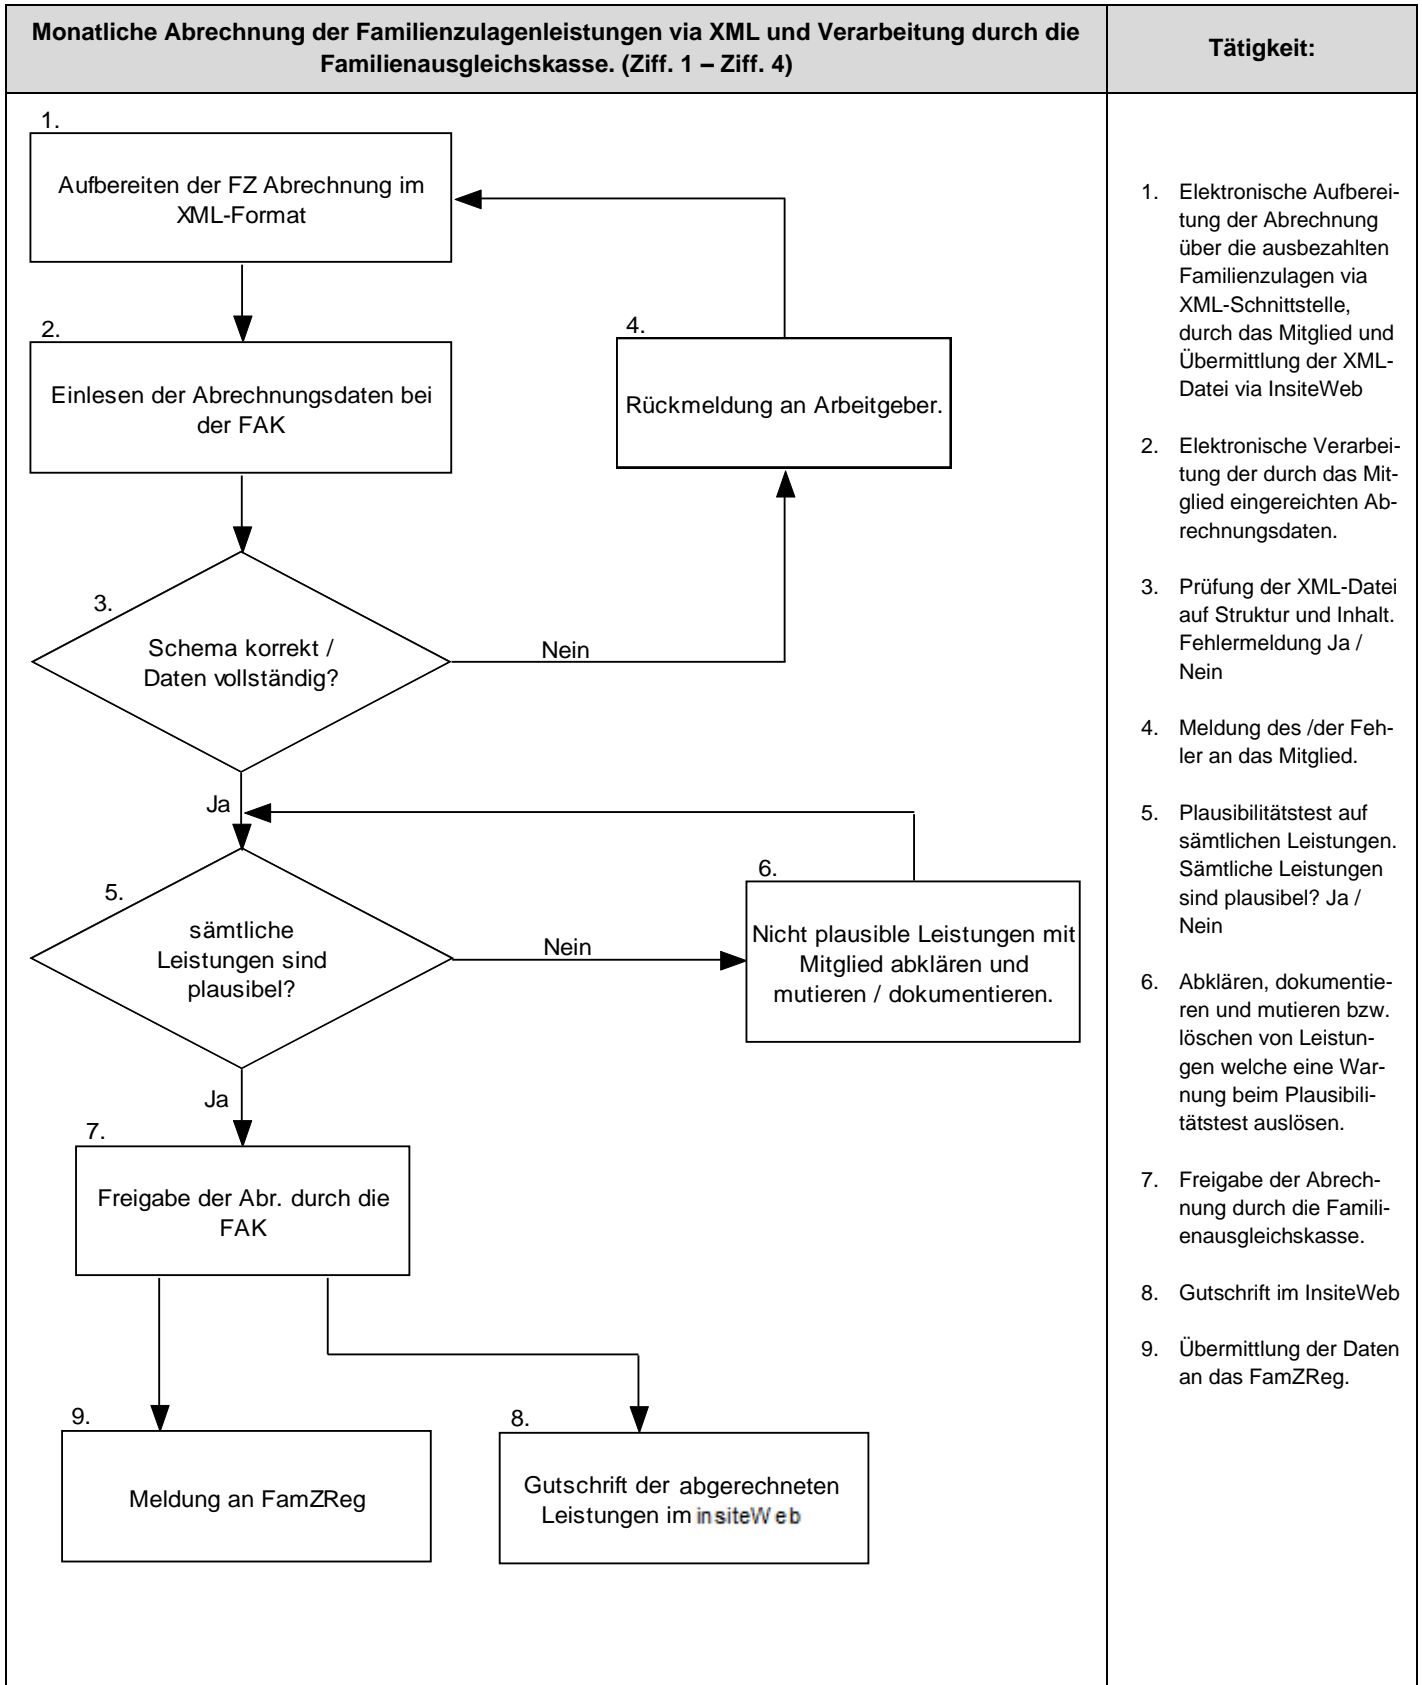 Monatliche Abrechnung der Familienzulagenleistungen via XML und Verarbeitung durch die
Familienausgleichskasse. (Ziff. 1 – Ziff. 4)
Tätigkeit:
1.
Aufbereiten der FZ Abrechnung im
XML-Format
2.
Einlesen der Abrechnungsdaten bei
der FAK
4.
Rückmeldung an Arbeitgeber.
3.
Schema korrekt /
Daten vollständig?
Nein
Ja
5.
sämtliche
Leistungen sind
plausibel?
Nein
6.
Nicht plausible Leistungen mit
Mitglied abklären und
mutieren / dokumentieren.
Ja
7.
Freigabe der Abr. durch die
FAK
9.
Meldung an FamZReg
8.
Gutschrift der abgerechneten
Leistungen im insiteWeb
1. Elektronische Aufberei-
tung der Abrechnung
über die ausbezahlten
Familienzulagen via
XML-Schnittstelle,
durch das Mitglied und
Übermittlung der XML-
Datei via InsiteWeb
2. Elektronische Verarbei-
tung der durch das Mit-
glied eingereichten Ab-
rechnungsdaten.
3. Prüfung der XML-Datei
auf Struktur und Inhalt.
Fehlermeldung Ja /
Nein
4. Meldung des /der Feh-
ler an das Mitglied.
5. Plausibilitätstest auf
sämtlichen Leistungen.
Sämtliche Leistungen
sind plausibel? Ja /
Nein
6. Abklären, dokumentie-
ren und mutieren bzw.
löschen von Leistun-
gen welche eine War-
nung beim Plausibili-
tätstest auslösen.
7. Freigabe der Abrech-
nung durch die Famili-
enausgleichskasse.
8. Gutschrift im InsiteWeb
9. Übermittlung der Daten
an das FamZReg.